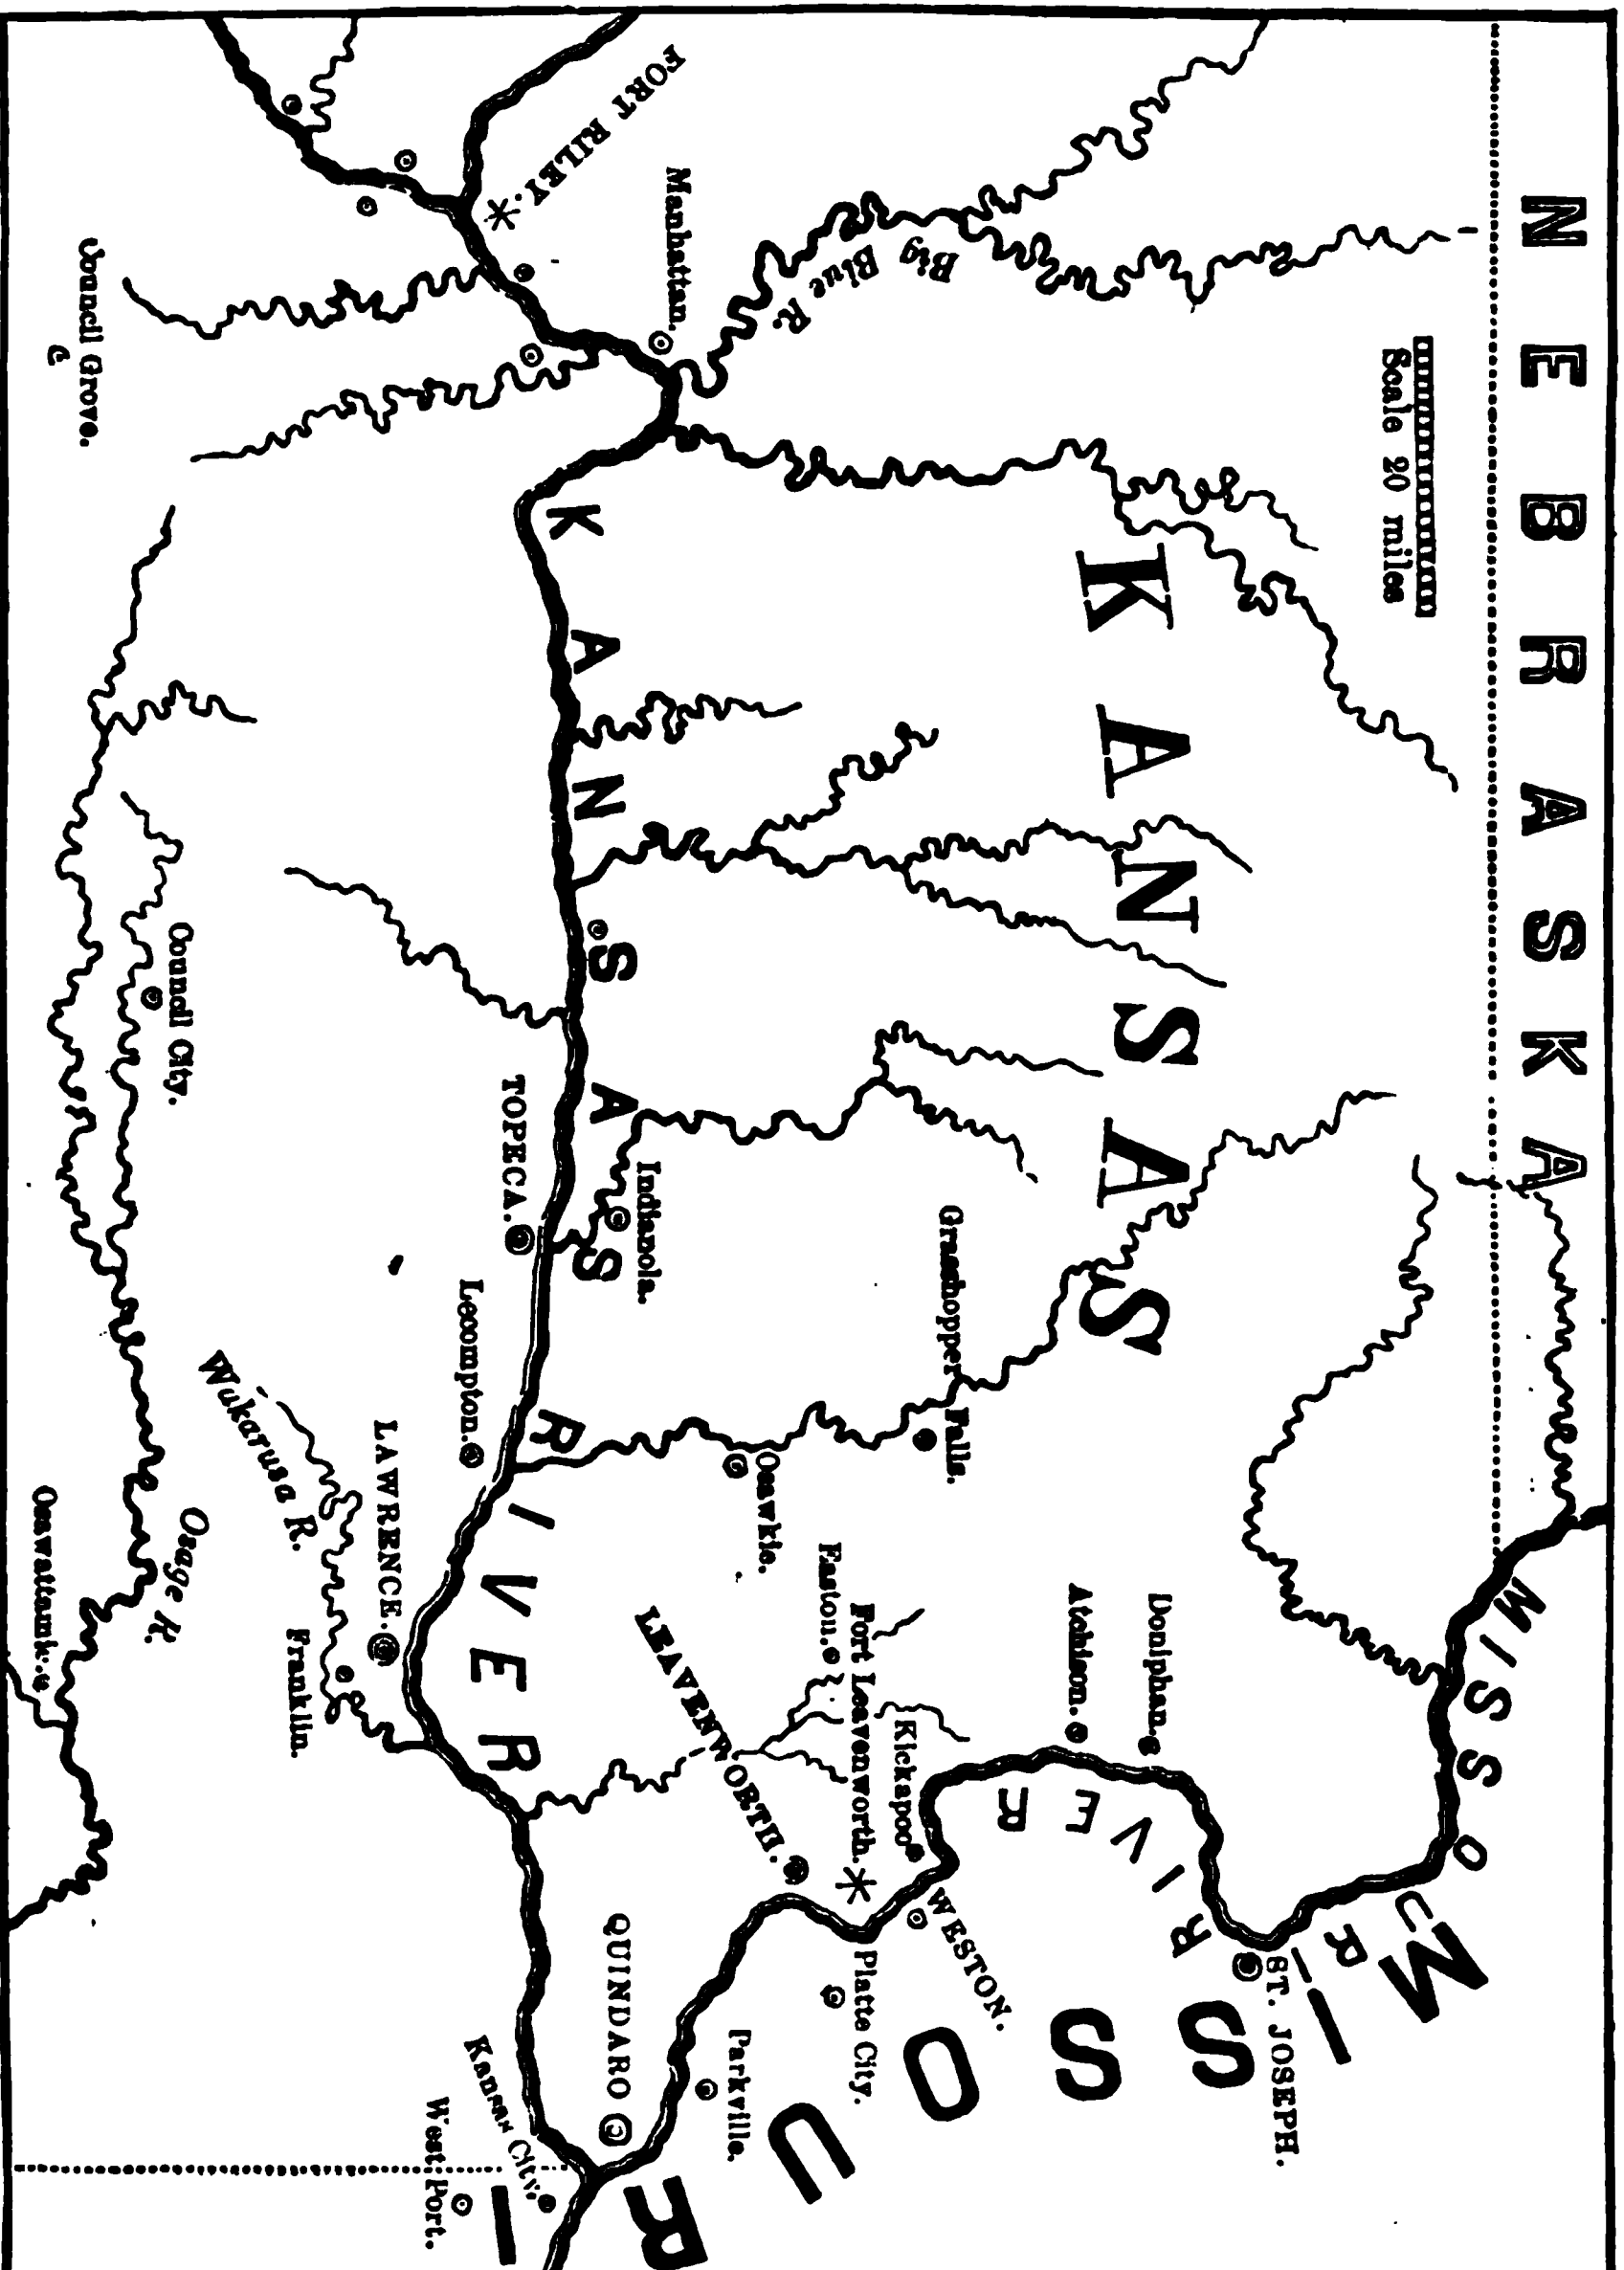 NEBRASKA
Scale 20 miles
KANSAS
MISSOURI
MISSOURI RIVER
KANSAS RIVER
FORT RILEY.
Manhattan.
Big Blue R.
Council Grove.
Council City.
TOPECA.
Indianola.
Grasshopper Falls.
Lecompton.
Osawkie.
Wukarusa R.
LAWRENCE.
Franklin.
Osage R.
Easton.
Fort Leavenworth.
LEAVENWORTH.
Kickapoo
Atchison.
Doniphan.
ST. JOSEPH.
WESTON.
Platte City.
Parkville.
QUINDARO
Kansas City.
West Port.